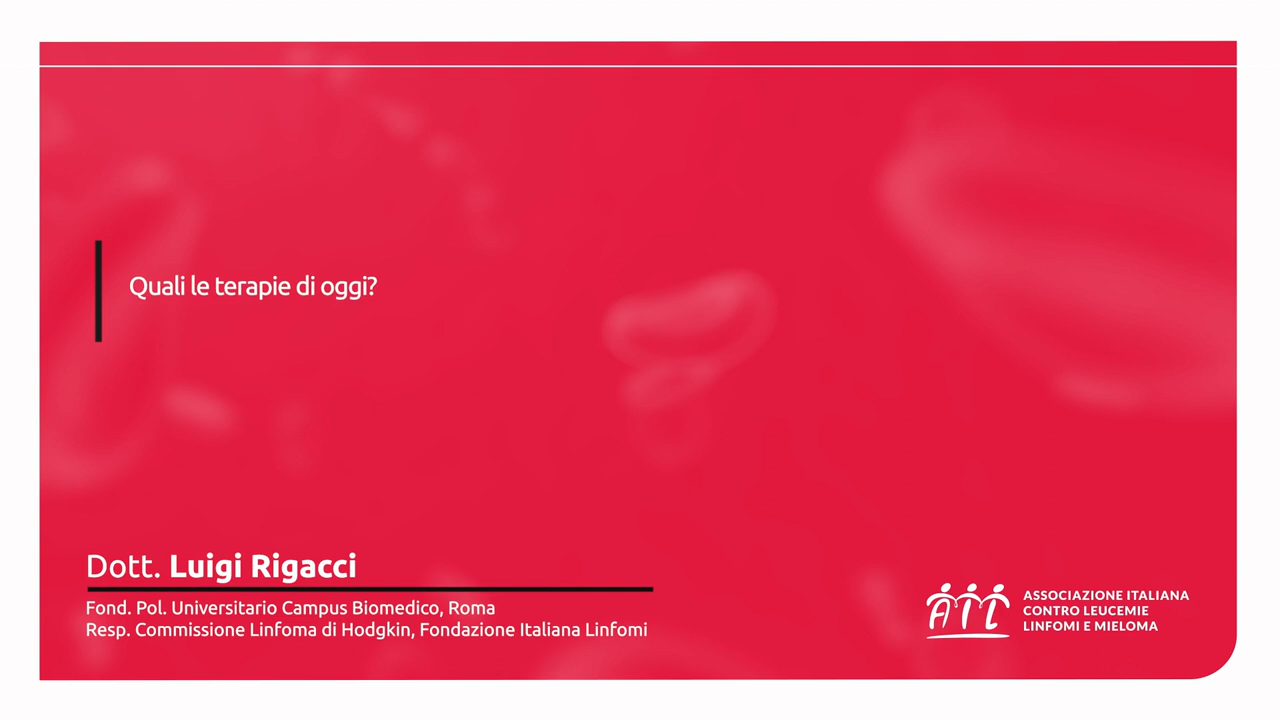 Quali le terapie di oggi?
Dott. Luigi Rigacci
Fond. Pol. Universitario Campus Biomedico, Roma
Resp. Commissione Linfoma di Hodgkin, Fondazione Italiana Linfomi
AIL
ASSOCIAZIONE ITALIANA
CONTRO LEUCEMIE
LINFOMI E MIELOMA